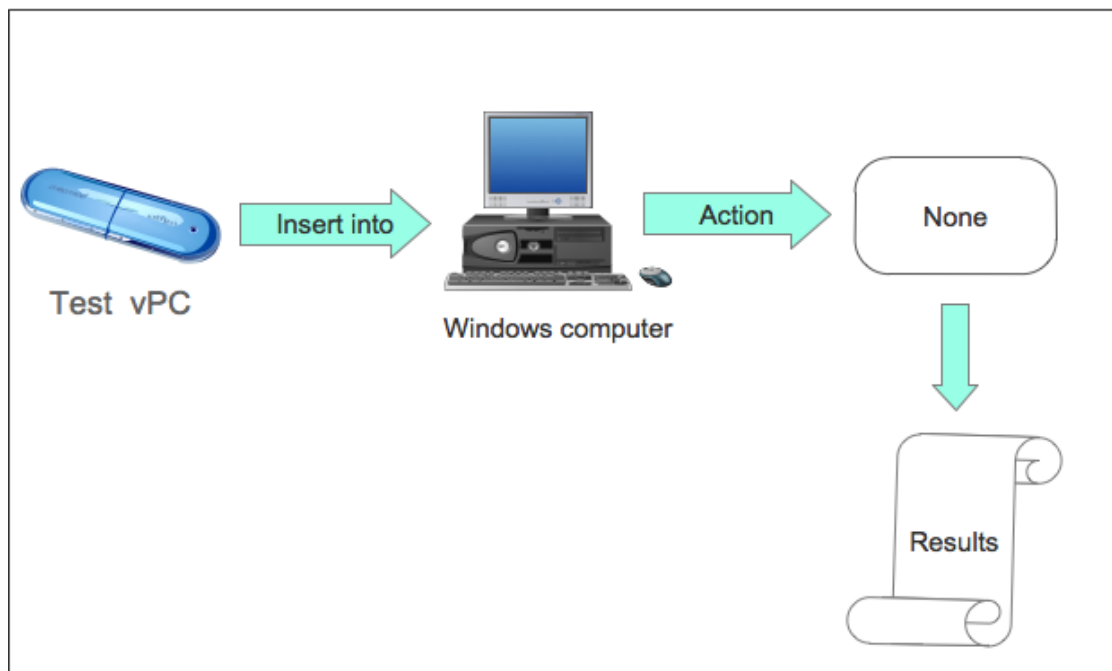 Test vPC
Insert into
Windows computer
Action
None
Results